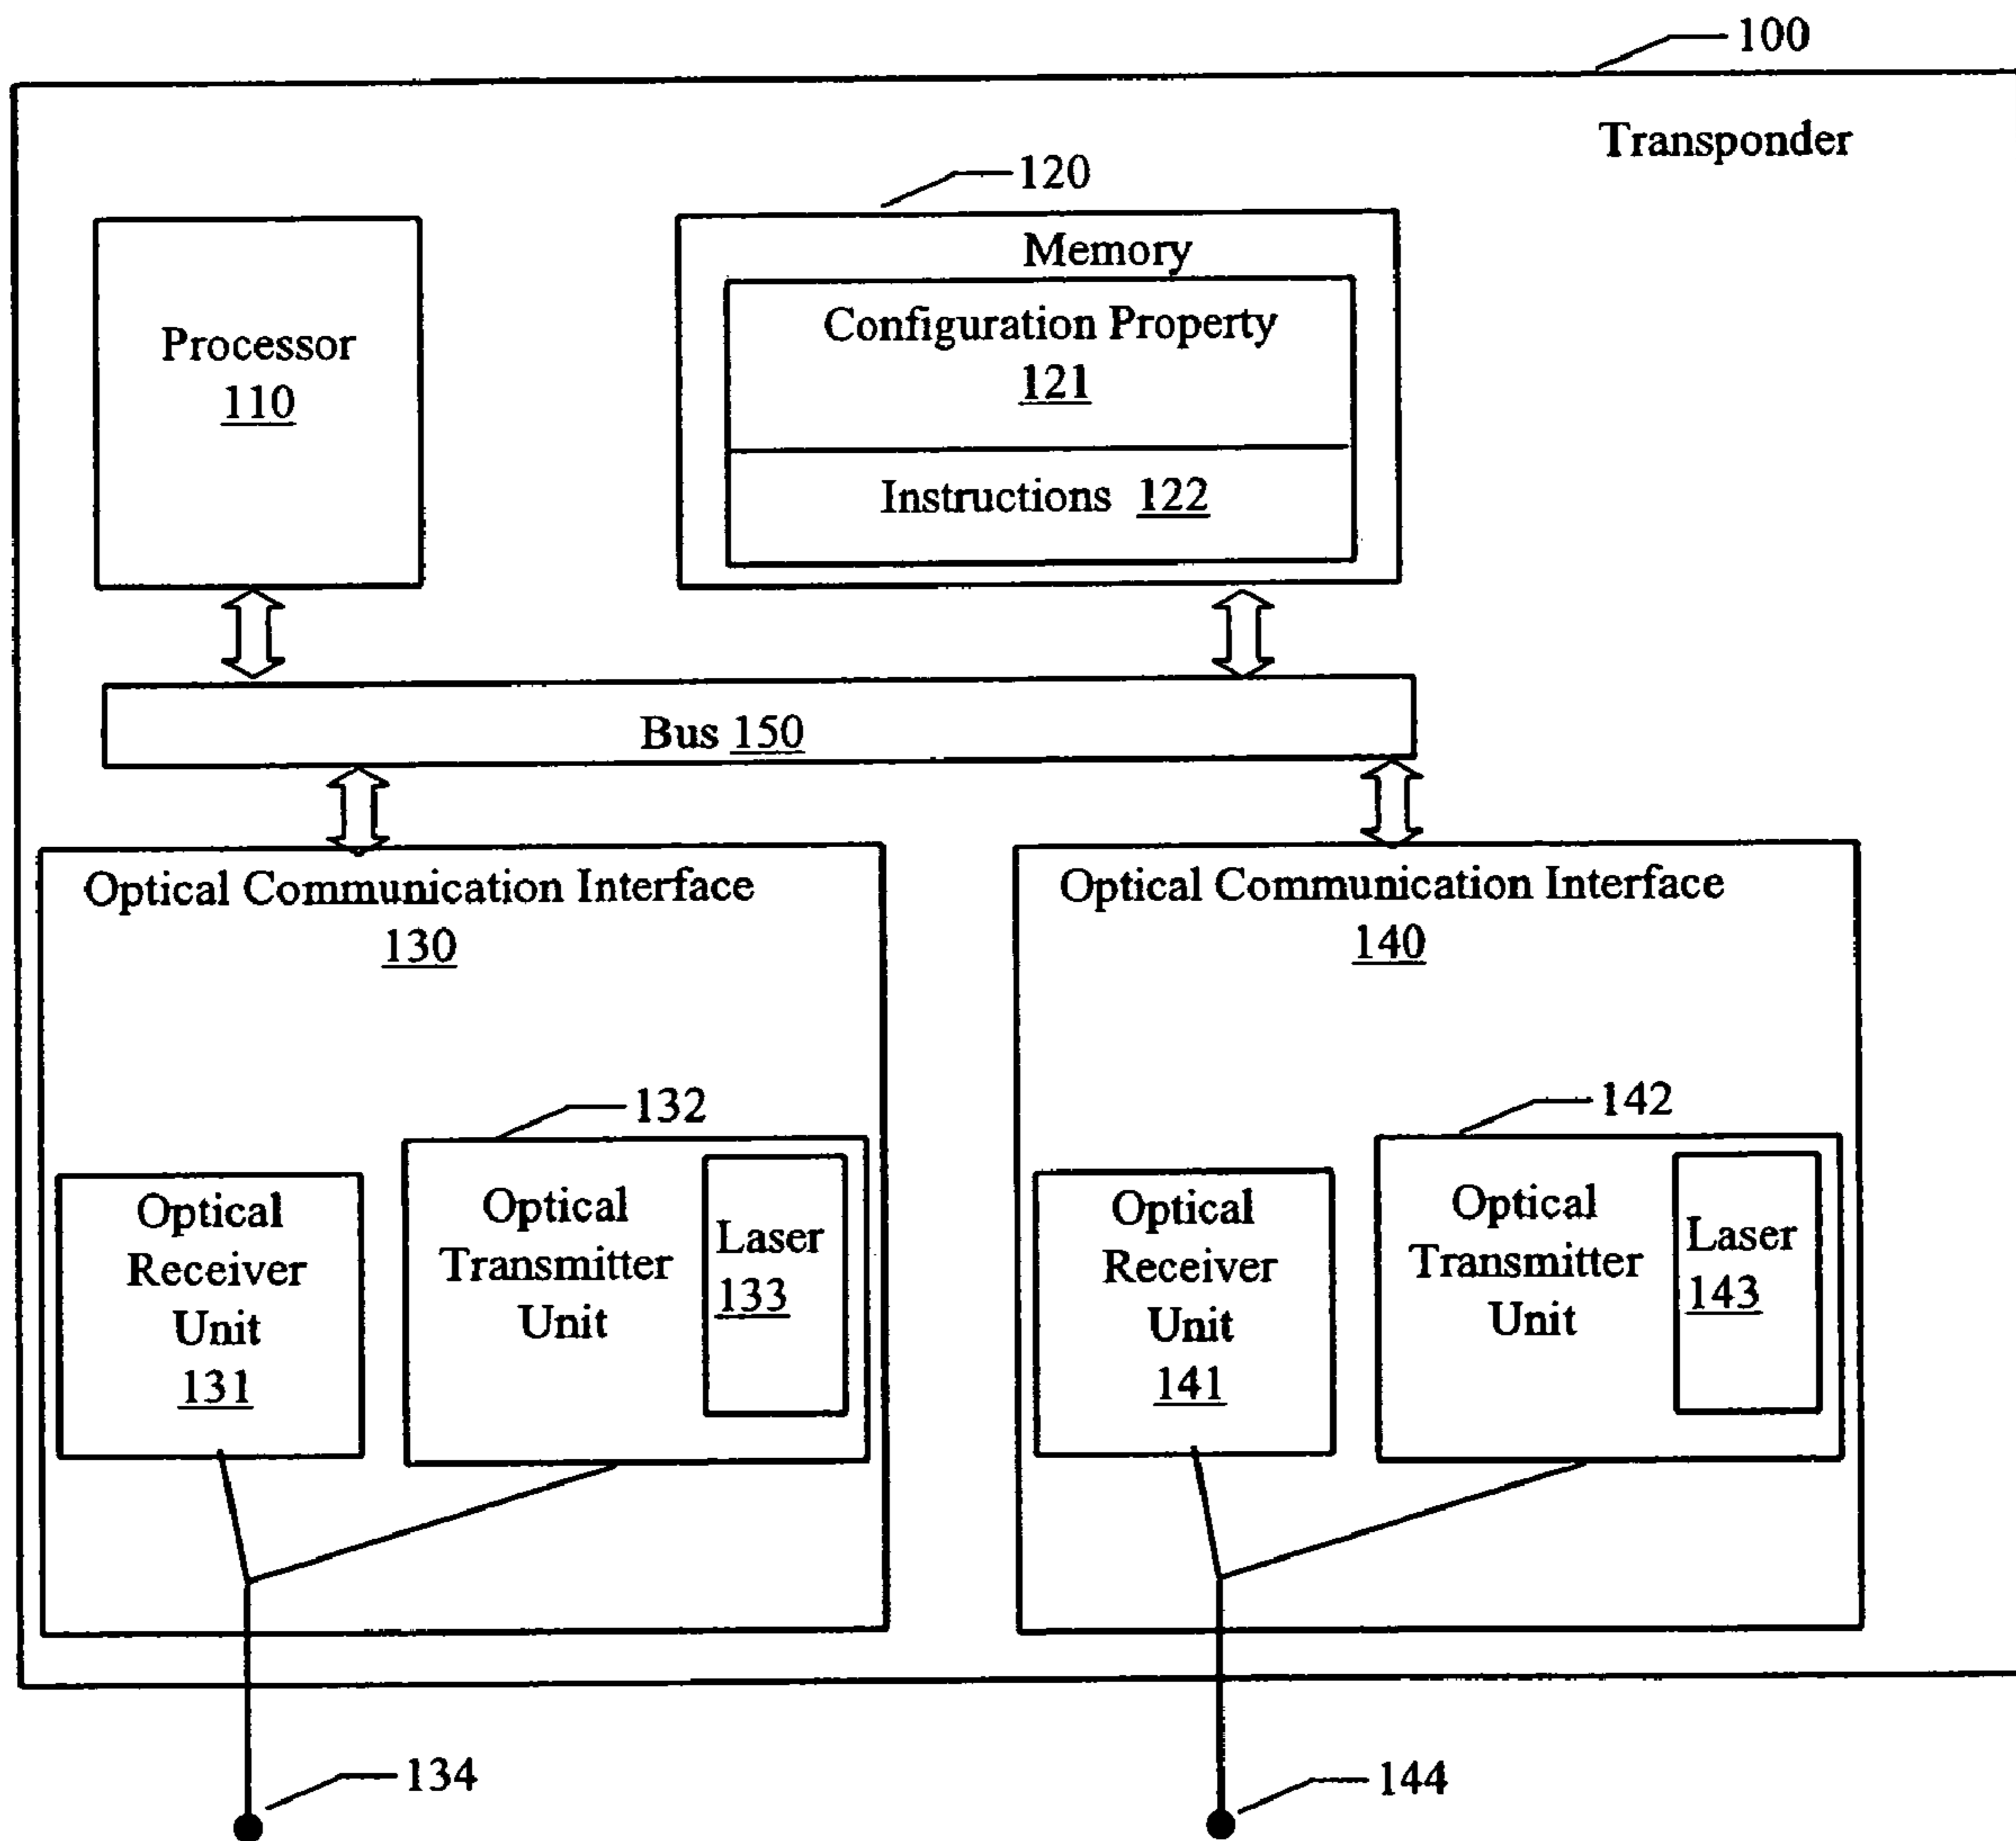 100
Transponder
120
Memory
Configuration Property
121
Instructions 122
Processor
110
Bus 150
Optical Communication Interface
130
132
Optical
Receiver
Unit
131
Optical
Transmitter
Unit
Laser
133
134
Optical Communication Interface
140
142
Optical
Receiver
Unit
141
Optical
Transmitter
Unit
Laser
143
144